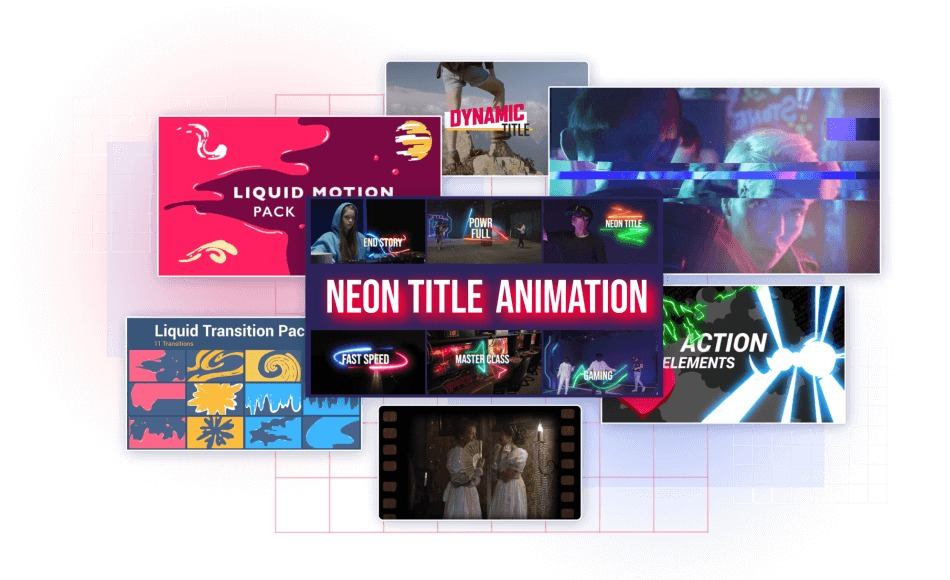 DYNAMIC
TITLE
LIQUID MOTION
PACK
END STORY
POWR
FULL
NEON TITLE
NEON TITLE ANIMATION
FAST SPEED
MASTER CLASS
GAMING
Liquid Transition Pac
11 Transitions
ACTION
ELEMENTS